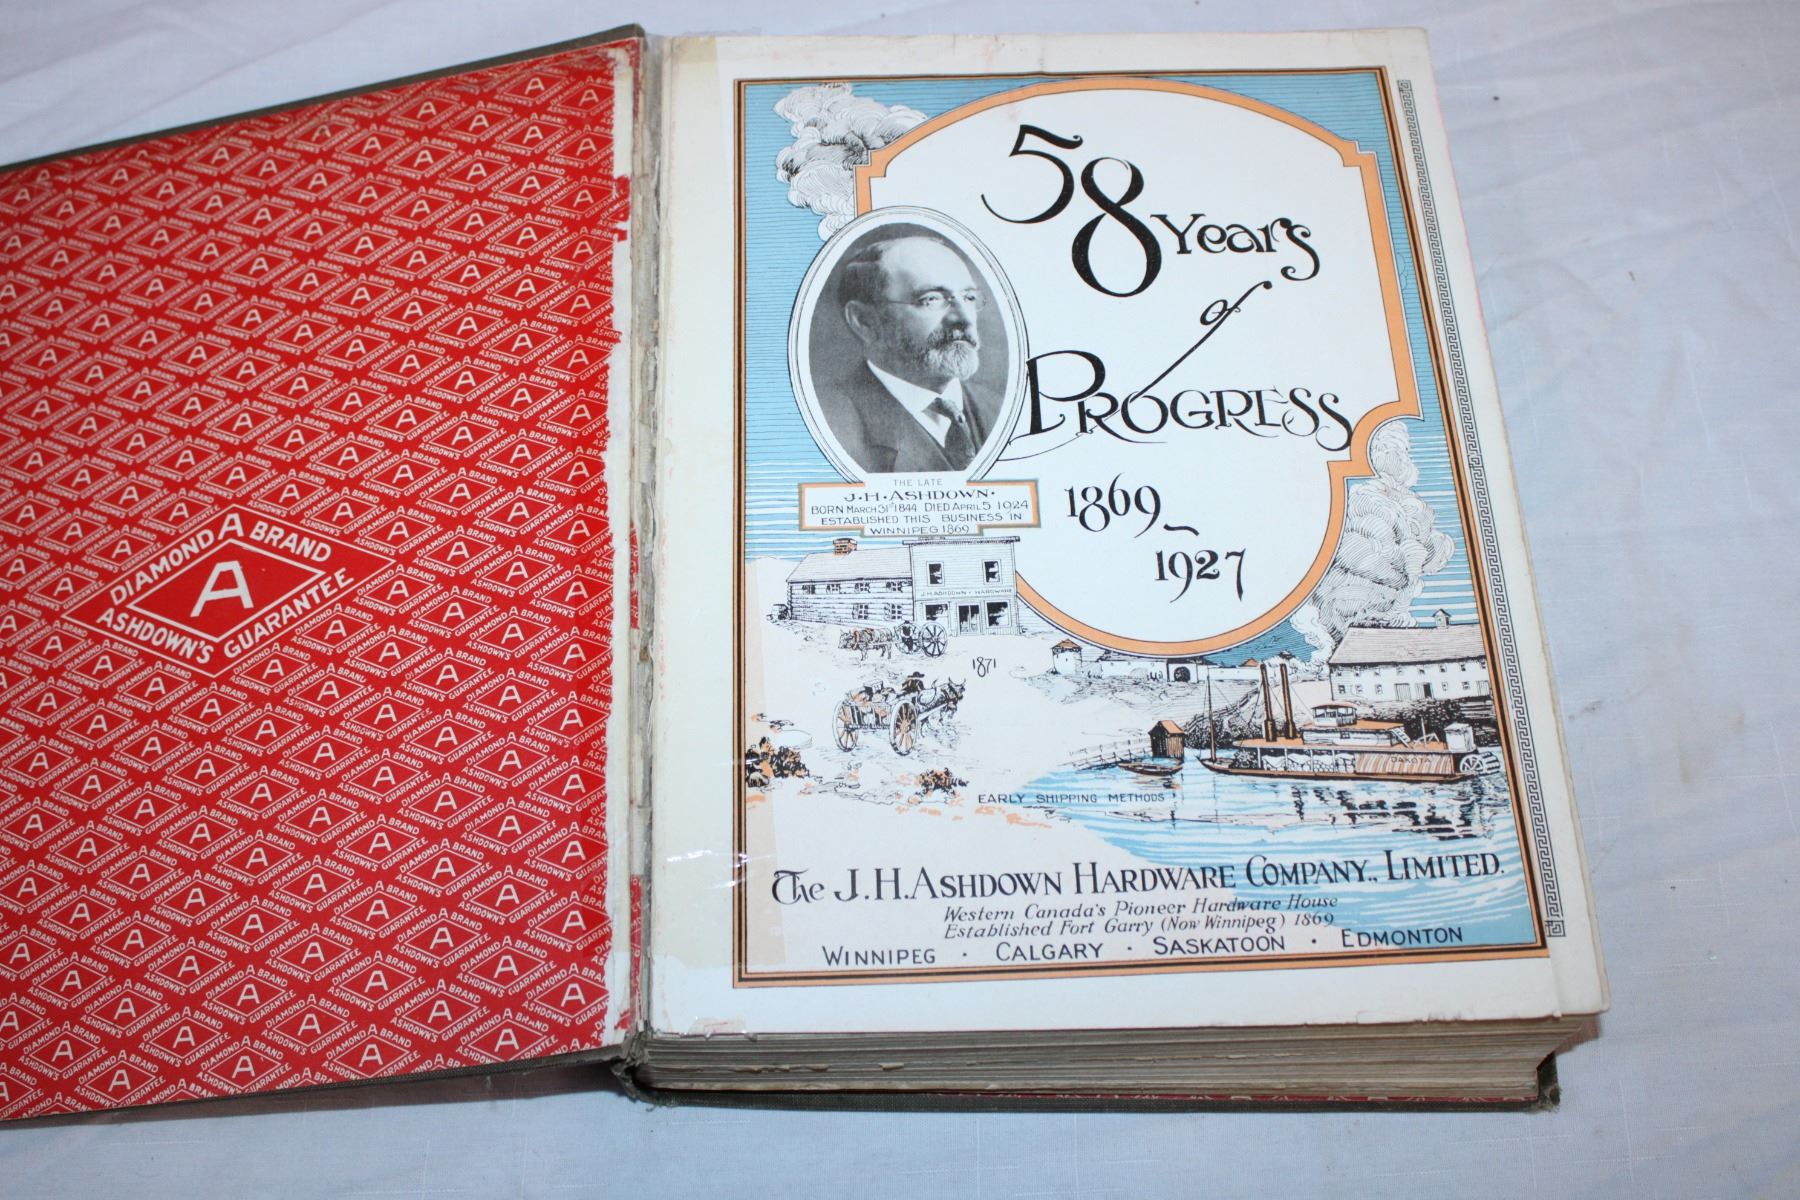 DIAMOND A BRAND
A
ASHDOWN'S GUARANTEE
58 Years
of
PROGRESS
1869-
1927
THE LATE
J.H. ASHDOWN.
BORN MARCH 31ST 1844 DIED APRIL 5 1924
ESTABLISHED THIS BUSINESS IN
WINNIPEG 1869
J.H. ASHDOWN • HARDWARE
1871
DAKOTA
EARLY SHIPPING METHODS
The J.H. ASHDOWN HARDWARE COMPANY., LIMITED.
Western Canada's Pioneer Hardware House
Established Fort Garry (Now Winnipeg) 1869
WINNIPEG · CALGARY · SASKATOON · EDMONTON